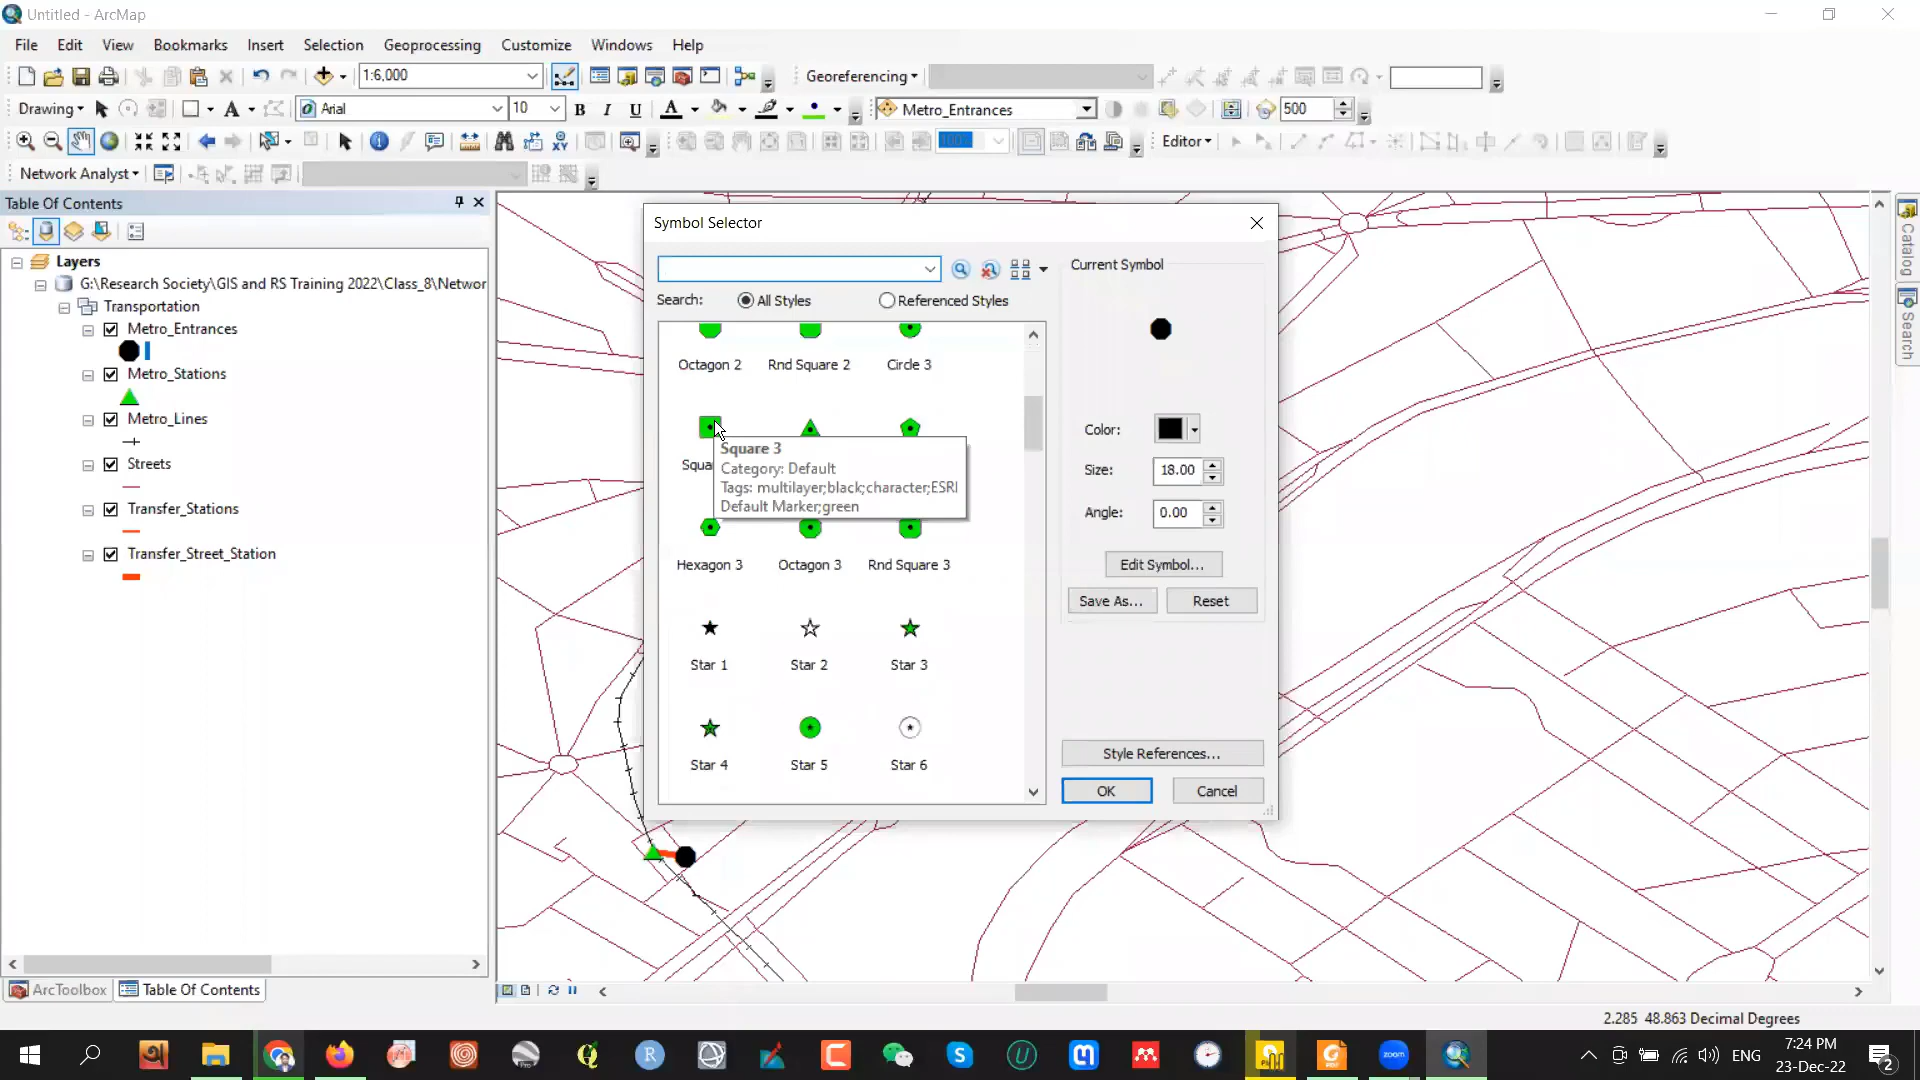 Untitled - ArcMap
File Edit View Bookmarks Insert Selection Geoprocessing Customize Windows Help
1:6,000 Georeferencing
Drawing A Arial 10 B I U A Metro_Entrances 500
100% Editor
Network Analyst
Table Of Contents
Layers
G:\Research Society\GIS and RS Training 2022\Class_8\Networ
Transportation
Metro_Entrances
Metro_Stations
Metro_Lines
Streets
Transfer_Stations
Transfer_Street_Station
ArcToolbox Table Of Contents
Symbol Selector
Search: All Styles Referenced Styles
Octagon 2 Rnd Square 2 Circle 3
Squa
Square 3
Category: Default
Tags: multilayer;black;character;ESRI
Default Marker;green
Hexagon 3 Octagon 3 Rnd Square 3
Star 1 Star 2 Star 3
Star 4 Star 5 Star 6
Current Symbol
Color:
Size: 18.00
Angle: 0.00
Edit Symbol...
Save As... Reset
Style References...
OK Cancel
Catalog
Search
2.285 48.863 Decimal Degrees
Pro R zoom PDF ENG
7:24 PM
23-Dec-22
2